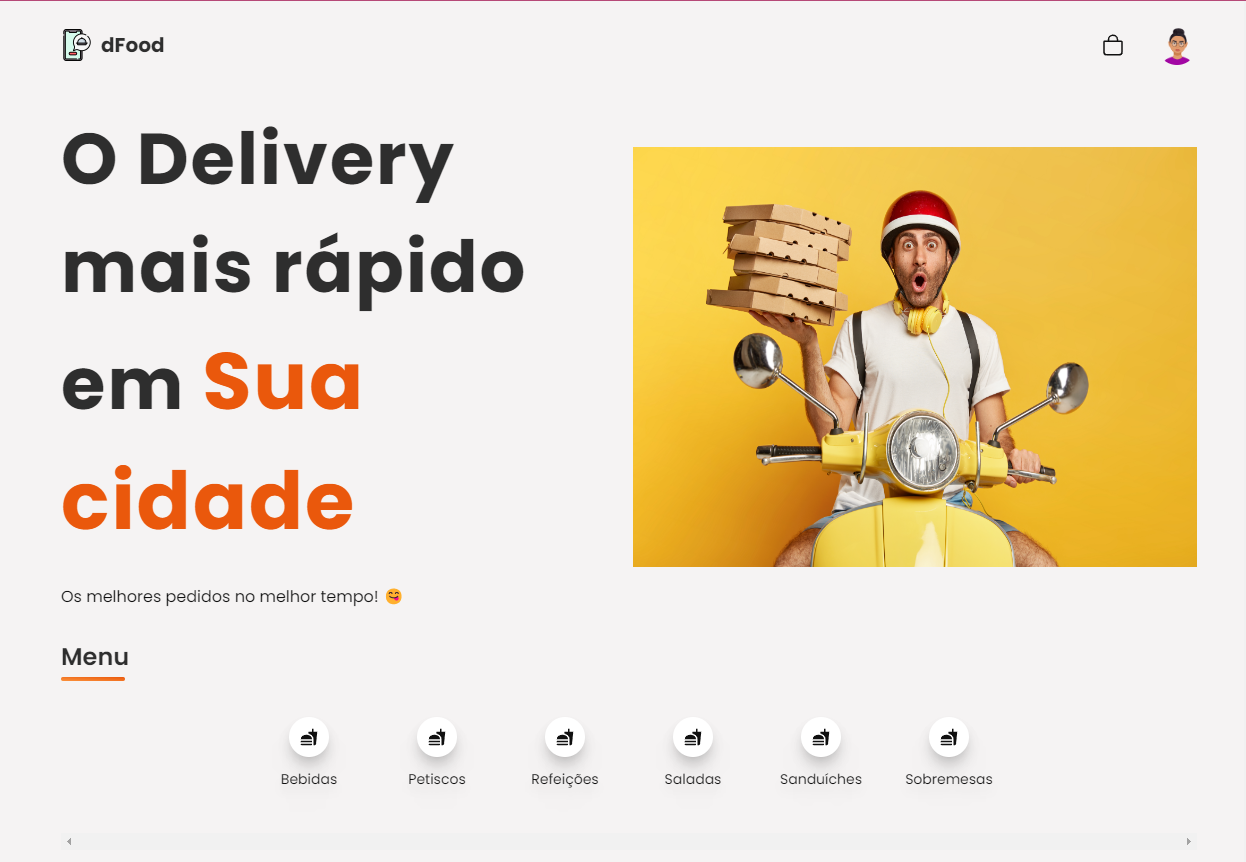 dFood
O Delivery
mais rápido
em Sua
cidade
Os melhores pedidos no melhor tempo! 😋
Menu
Bebidas
Petiscos
Refeições
Saladas
Sanduíches
Sobremesas